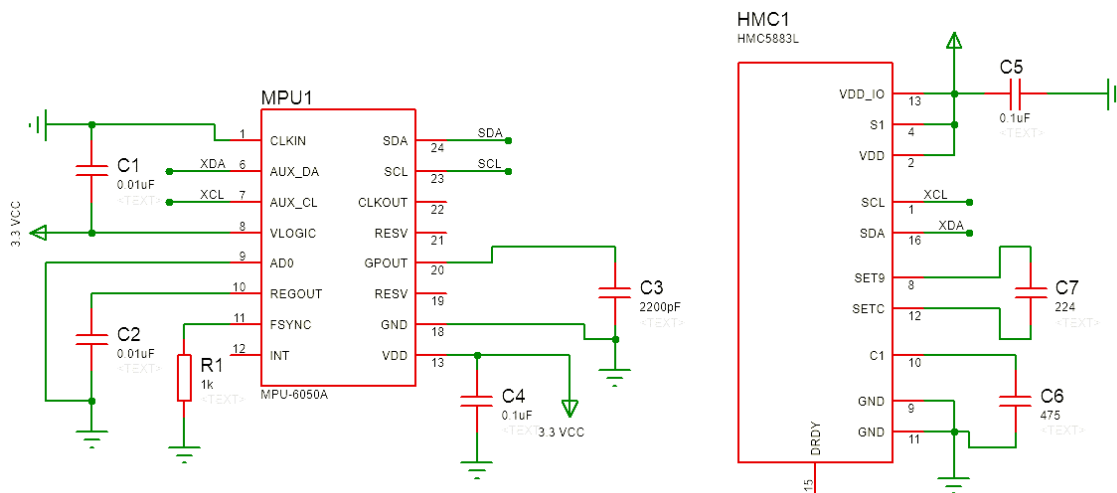 MPU1
1 CLKIN
6 AUX_DA
7 AUX_CL
8 VLOGIC
9 AD0
10 REGOUT
11 FSYNC
12 INT
SDA 24
SCL 23
CLKOUT 22
RESV 21
GPOUT 20
RESV 19
GND 18
VDD 13
MPU-6050A
XDA
XCL
SDA
SCL
3.3 VCC
C1
0.01uF
<TEXT>
C2
0.01uF
<TEXT>
R1
1k
<TEXT>
C3
2200pF
<TEXT>
C4
0.1uF
<TEXT>
3.3 VCC
HMC1
HMC5883L
VDD_IO 13
S1 4
VDD 2
SCL 1
SDA 16
SET9 8
SETC 12
C1 10
GND 9
GND 11
DRDY 15
XCL
XDA
C5
0.1uF
<TEXT>
C7
224
<TEXT>
C6
475
<TEXT>